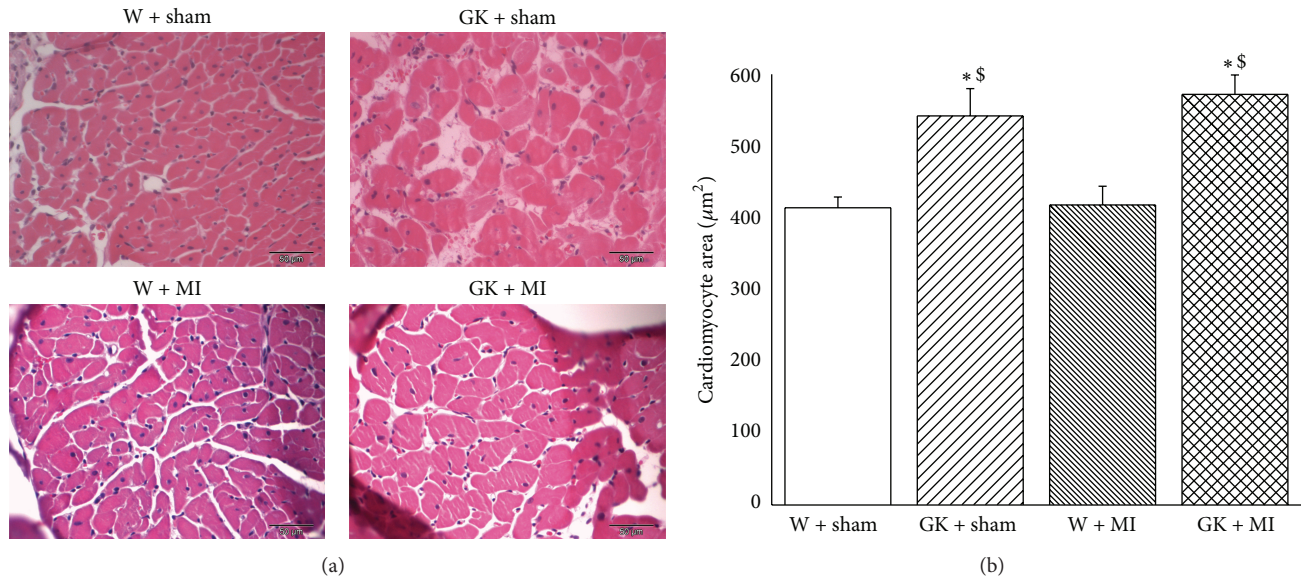 W + sham
GK + sham
50 μm
50 μm
W + MI
GK + MI
50 μm
50 μm
(a)
Cardiomyocyte area (μm²)
600
500
400
300
200
100
0
* $
* $
W + sham
GK + sham
W + MI
GK + MI
(b)